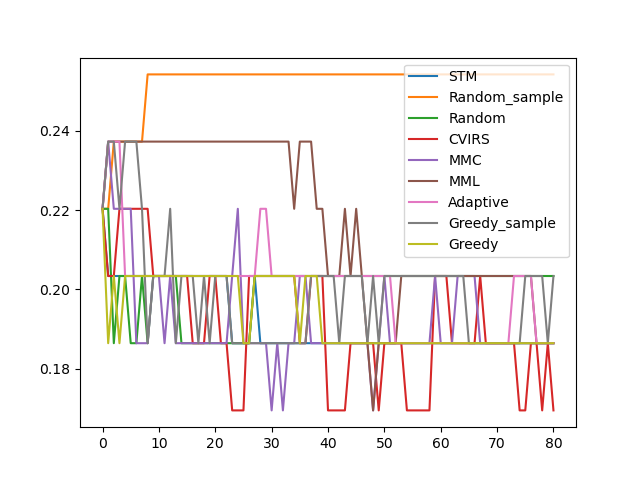 STM
Random_sample
Random
CVIRS
MMC
MML
Adaptive
Greedy_sample
Greedy
0.24
0.22
0.20
0.18
0 10 20 30 40 50 60 70 80